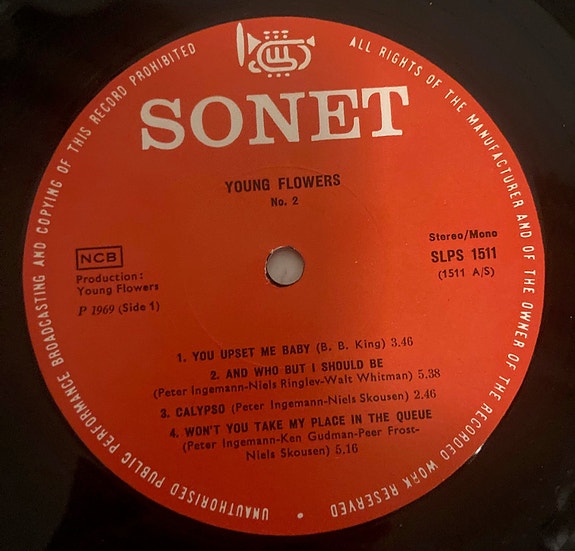 ALL RIGHTS OF THE MANUFACTURER AND OF THE OWNER OF THE RECORDED WORK RESERVED • UNAUTHORISED PUBLIC PERFORMANCE BROADCASTING AND COPYING OF THIS RECORD PROHIBITED
SONET
YOUNG FLOWERS
No. 2
NCB
Production:
Young Flowers
P 1969 (Side 1)
Stereo/Mono
SLPS 1511
(1511 A/S)
1. YOU UPSET ME BABY (B. B. King) 3.46
2. AND WHO BUT I SHOULD BE
(Peter Ingemann-Niels Ringlev-Walt Whitman) 5.38
3. CALYPSO (Peter Ingemann-Niels Skousen) 2.46
4. WON'T YOU TAKE MY PLACE IN THE QUEUE
(Peter Ingemann-Ken Gudman-Peer Frost-
Niels Skousen) 5.16